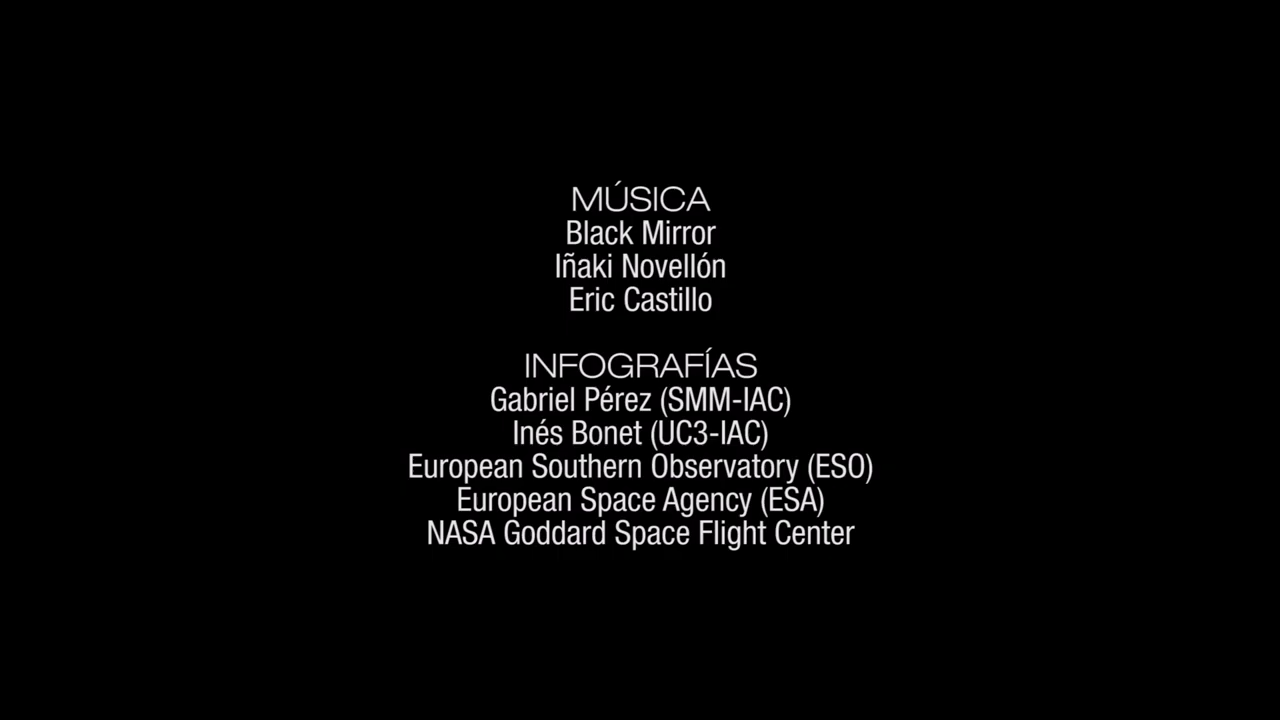 MÚSICA
Black Mirror
Iñaki Novellón
Eric Castillo
INFOGRAFÍAS
Gabriel Pérez (SMM-IAC)
Inés Bonet (UC3-IAC)
European Southern Observatory (ESO)
European Space Agency (ESA)
NASA Goddard Space Flight Center